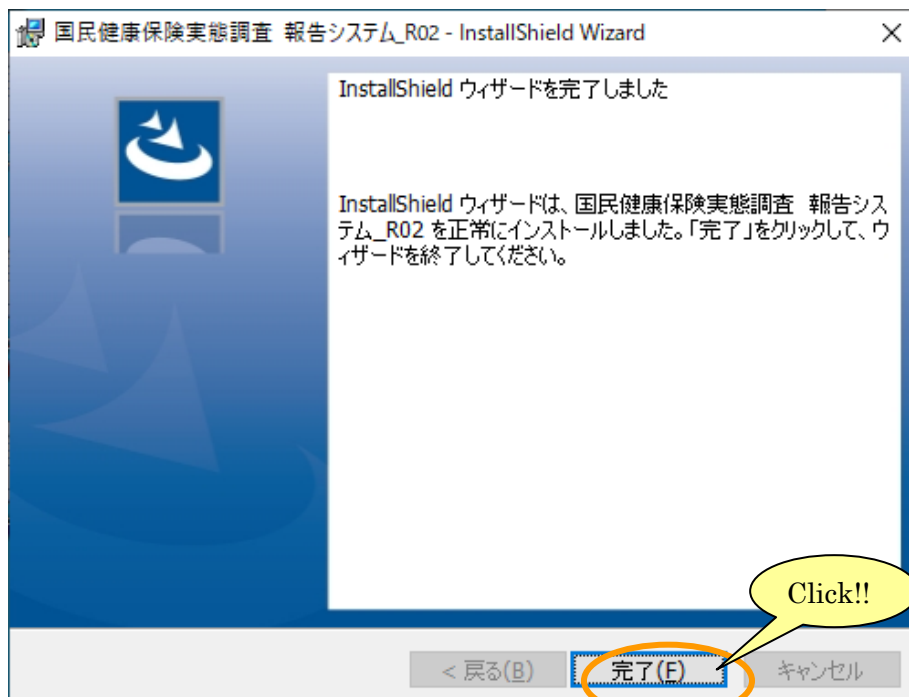 国民健康保険実態調査 報告システム_R02 - InstallShield Wizard
InstallShield ウィザードを完了しました
InstallShield ウィザードは、国民健康保険実態調査 報告シス
テム_R02 を正常にインストールしました。「完了」をクリックして、ウ
ィザードを終了してください。
Click!!
< 戻る(B)
完了(F)
キャンセル